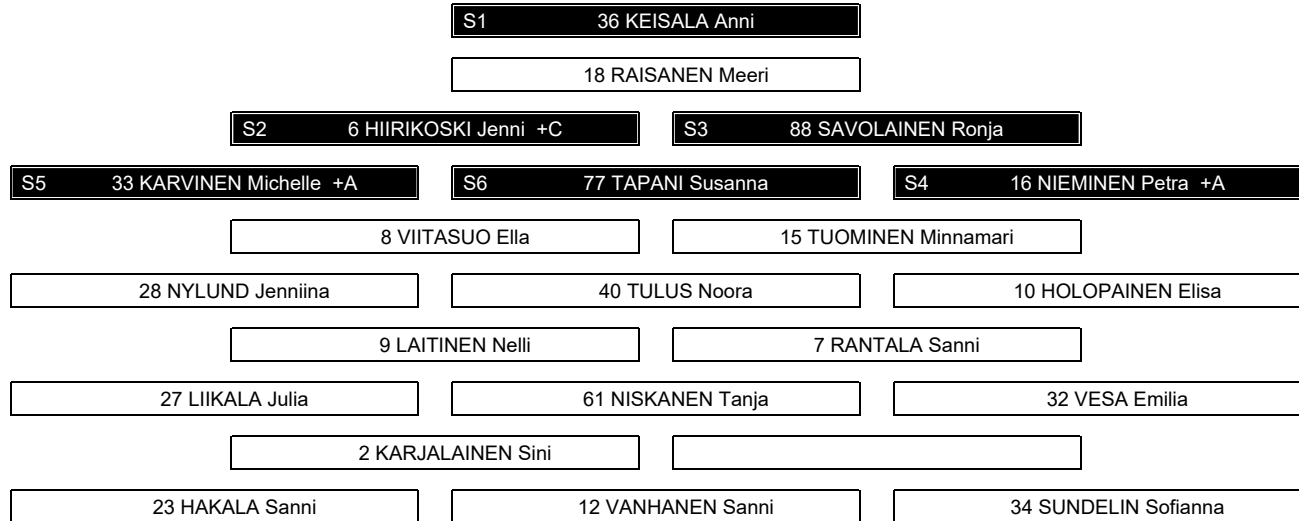 S1 36 KEISALA Anni
18 RAISANEN Meeri
S2 6 HIIRIKOSKI Jenni +C S3 88 SAVOLAINEN Ronja
S5 33 KARVINEN Michelle +A S6 77 TAPANI Susanna S4 16 NIEMINEN Petra +A
8 VIITASUO Ella 15 TUOMINEN Minnamari
28 NYLUND Jenniina 40 TULUS Noora 10 HOLOPAINEN Elisa
9 LAITINEN Nelli 7 RANTALA Sanni
27 LIIKALA Julia 61 NISKANEN Tanja 32 VESA Emilia
2 KARJALAINEN Sini
23 HAKALA Sanni 12 VANHANEN Sanni 34 SUNDELIN Sofianna